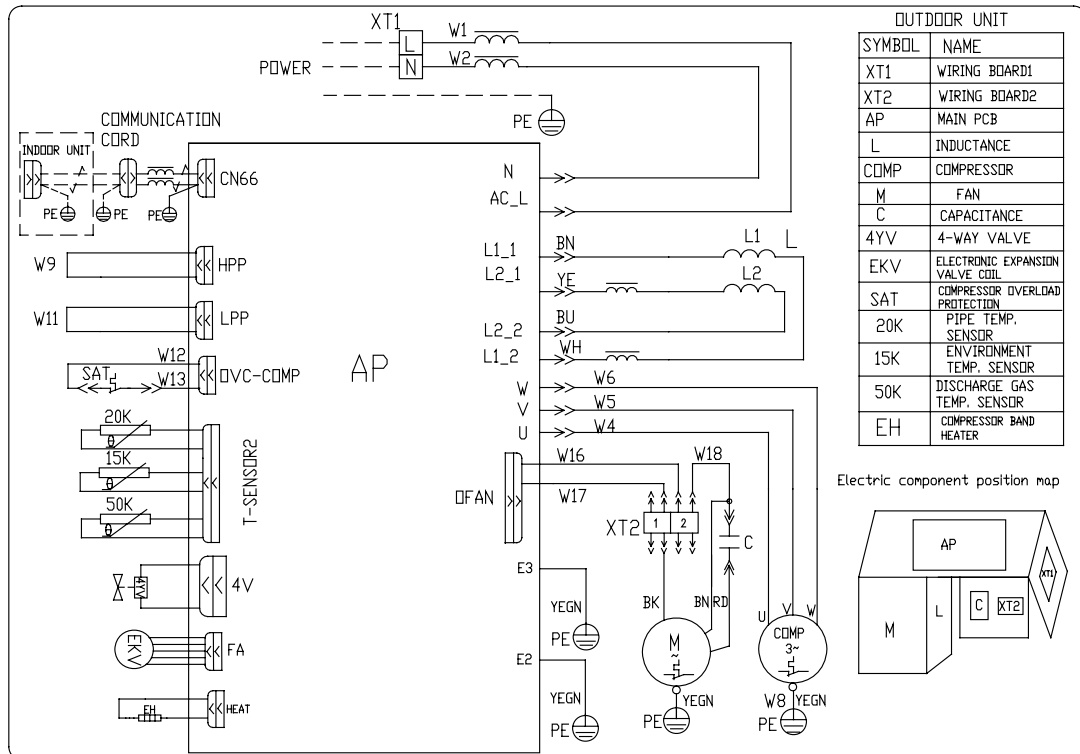 XT1
L
N
POWER
W1
W2
PE
COMMUNICATION
CORD
INDOOR UNIT
PE
PE
PE
CN66
W9
HPP
W11
LPP
W12
SAT
W13
OVC-COMP
20K
θ
15K
50K
θ
T-SENSOR2
4YV
4V
EKV
FA
EH
HEAT
AP
N
AC_L
L1_1
BN
L1
L
L2_1
YE
L2
L2_2
BU
L1_2
WH
W
W6
V
W5
U
W4
W16
W18
OFAN
W17
XT2
1
2
C
E3
YEGN
PE
E2
YEGN
PE
BK
BN
RD
M
~
YEGN
PE
U
V
W
COMP
3~
W8
YEGN
PE
OUTDOOR UNIT
SYMBOL NAME
XT1 WIRING BOARD1
XT2 WIRING BOARD2
AP MAIN PCB
L INDUCTANCE
COMP COMPRESSOR
M FAN
C CAPACITANCE
4YV 4-WAY VALVE
EKV ELECTRONIC EXPANSION
VALVE COIL
SAT COMPRESSOR OVERLOAD
PROTECTION
20K PIPE TEMP.
SENSOR
15K ENVIRONMENT
TEMP. SENSOR
50K DISCHARGE GAS
TEMP. SENSOR
EH COMPRESSOR BAND
HEATER
Electric component position map
AP
XT1
M
L
C
XT2